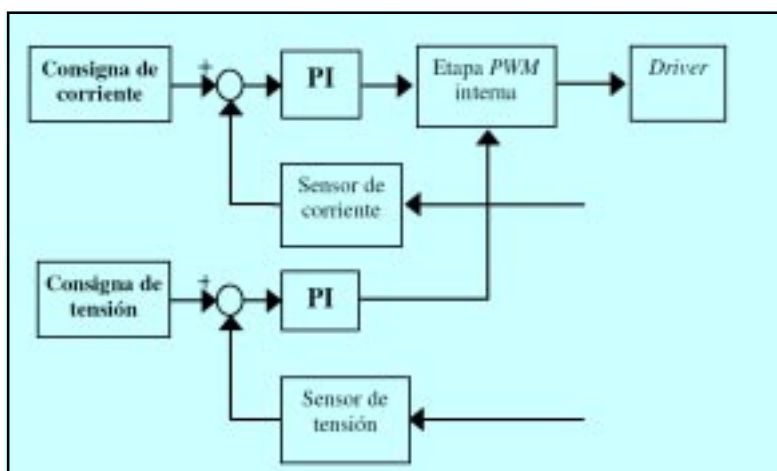 Consigna de
corriente
+
PI
Etapa PWM
interna
Driver
Sensor de
corriente
Consigna de
tensión
+
PI
Sensor de
tensión